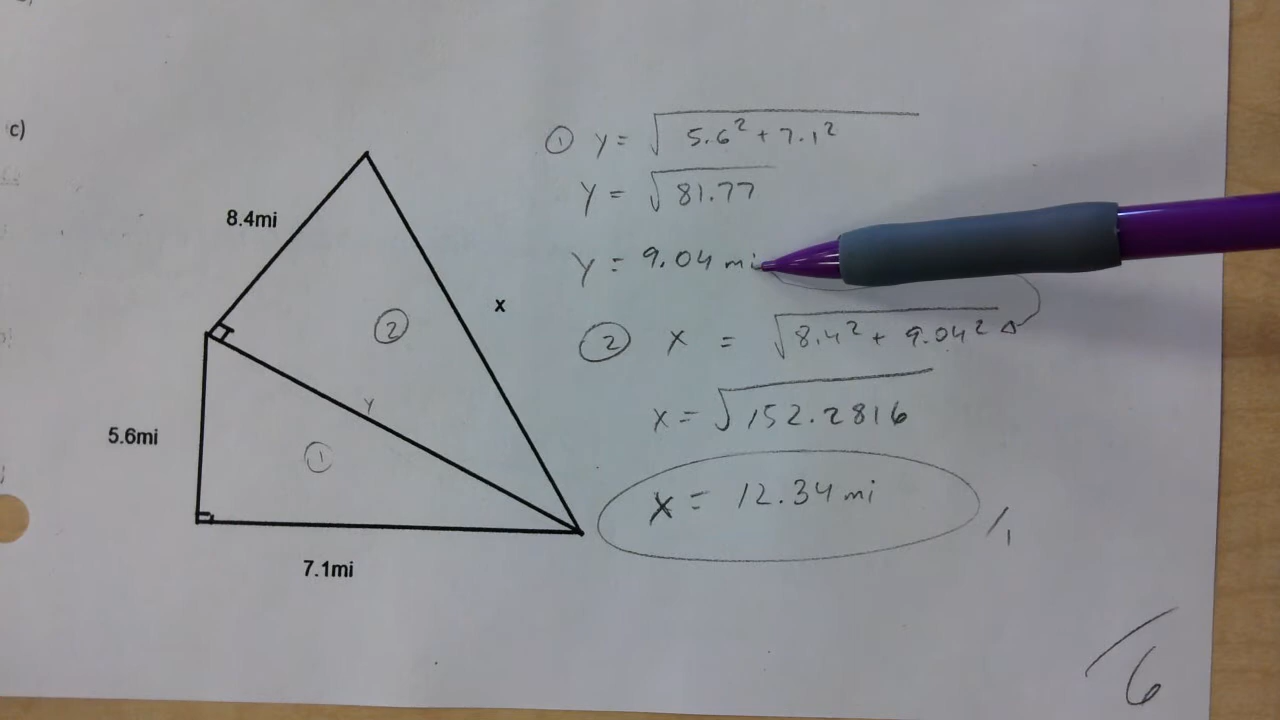 c)
8.4mi
x
②
y
5.6mi
①
7.1mi
① y = √5.6² + 7.1²
y = √81.77
y = 9.04 mi
② x = √8.4² + 9.04²
x = √152.2816
x = 12.34 mi
/1
/6